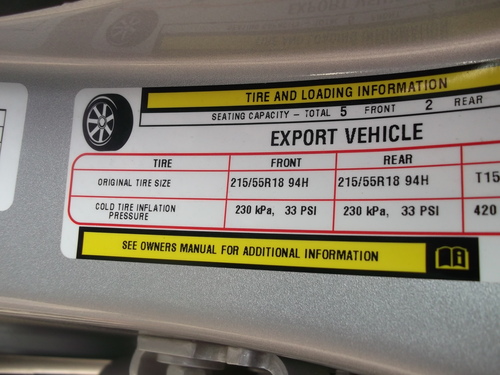 TIRE AND LOADING INFORMATION
SEATING CAPACITY – TOTAL 5 FRONT 2 REAR
EXPORT VEHICLE
TIRE FRONT REAR
ORIGINAL TIRE SIZE 215/55R18 94H 215/55R18 94H T15
COLD TIRE INFLATION PRESSURE 230 kPa, 33 PSI 230 kPa, 33 PSI 420
SEE OWNERS MANUAL FOR ADDITIONAL INFORMATION